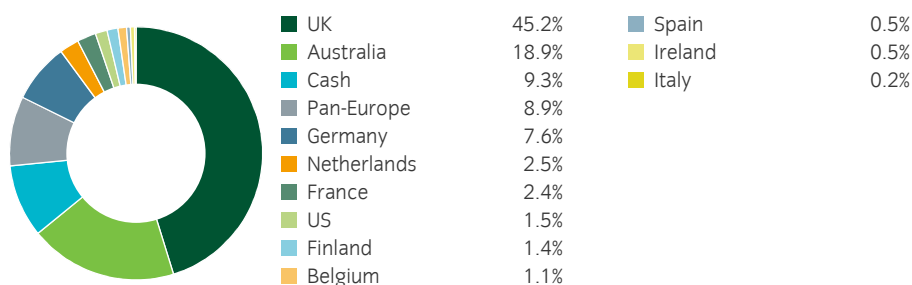 UK 45.2%
Australia 18.9%
Cash 9.3%
Pan-Europe 8.9%
Germany 7.6%
Netherlands 2.5%
France 2.4%
US 1.5%
Finland 1.4%
Belgium 1.1%
Spain 0.5%
Ireland 0.5%
Italy 0.2%